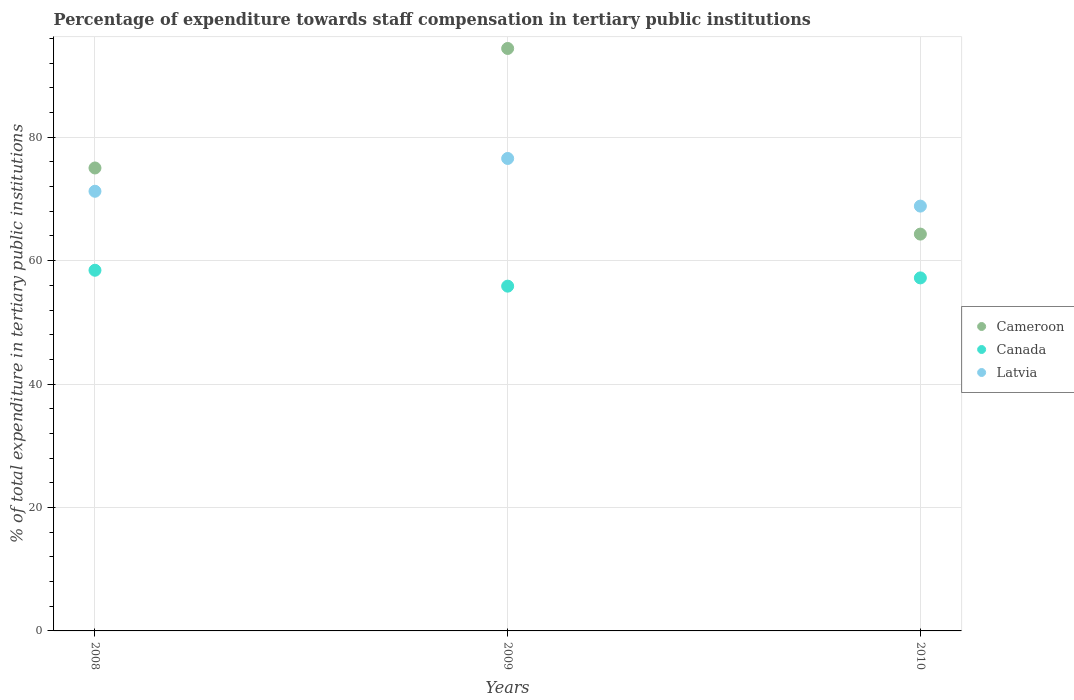 Percentage of expenditure towards staff compensation in tertiary public institutions
% of total expenditure in tertiary public institutions
80
60
40
20
0
2008
2009
2010
Years
Cameroon
Canada
Latvia